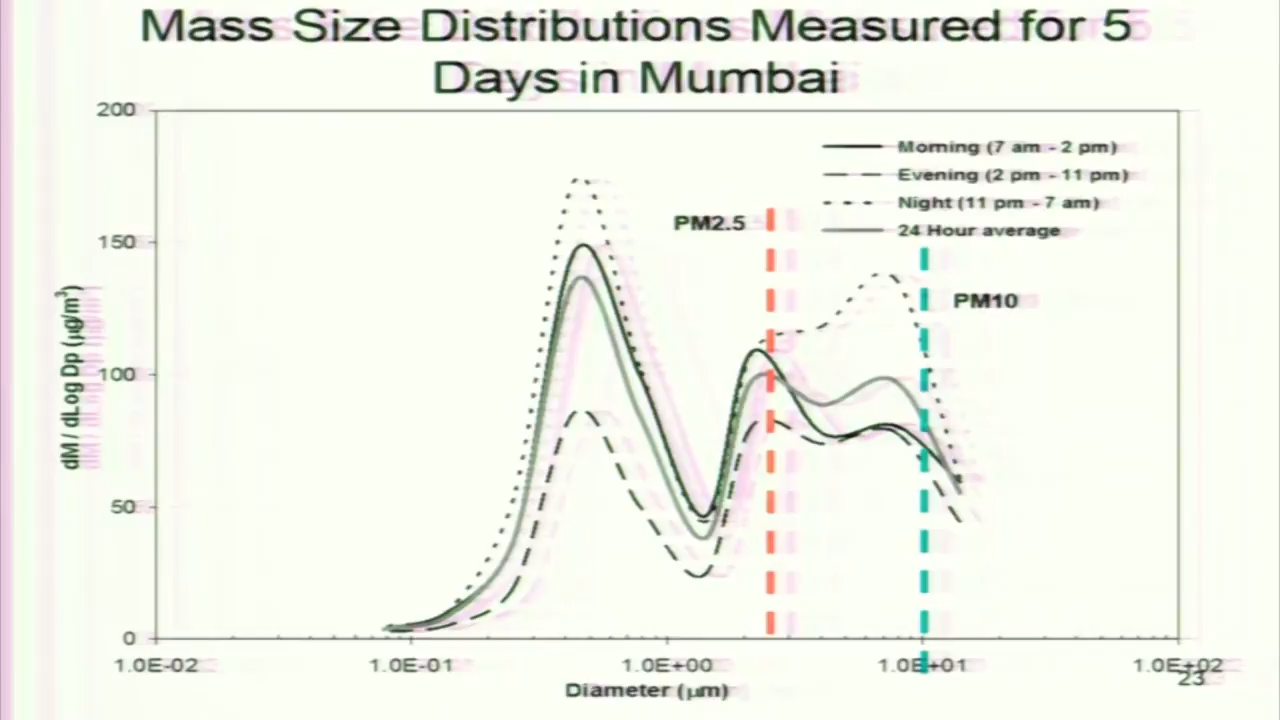 Mass Size Distributions Measured for 5
Days in Mumbai
200
150
100
50
0
dM / dLog Dp (μg/m³)
Morning (7 am - 2 pm)
Evening (2 pm - 11 pm)
Night (11 pm - 7 am)
24 Hour average
PM2.5
PM10
1.0E-02
1.0E-01
1.0E+00
1.0E+01
1.0E+02
Diameter (μm)
23